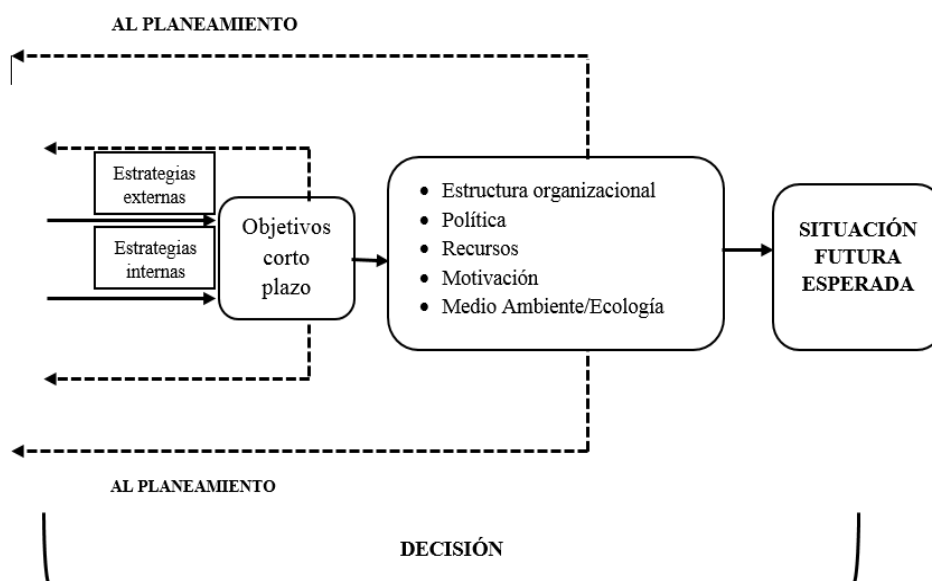 AL PLANEAMIENTO
Estrategias
externas
Estrategias
internas
Objetivos
corto
plazo
• Estructura organizacional
• Política
• Recursos
• Motivación
• Medio Ambiente/Ecología
SITUACIÓN
FUTURA
ESPERADA
AL PLANEAMIENTO
DECISIÓN